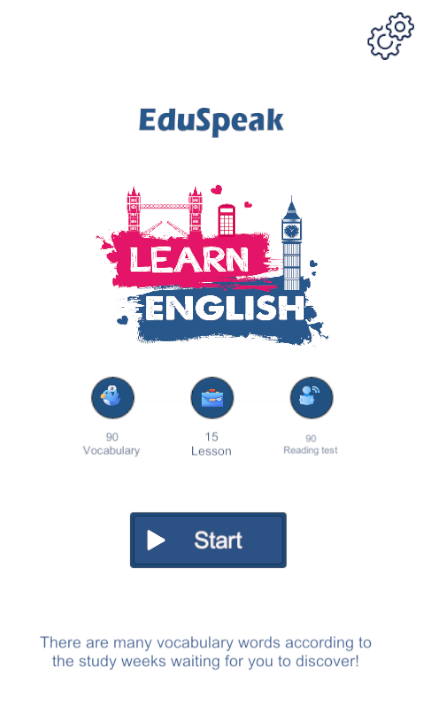 EduSpeak
LEARN
ENGLISH
90
Vocabulary
15
Lesson
90
Reading test
Start
There are many vocabulary words according to
the study weeks waiting for you to discover!